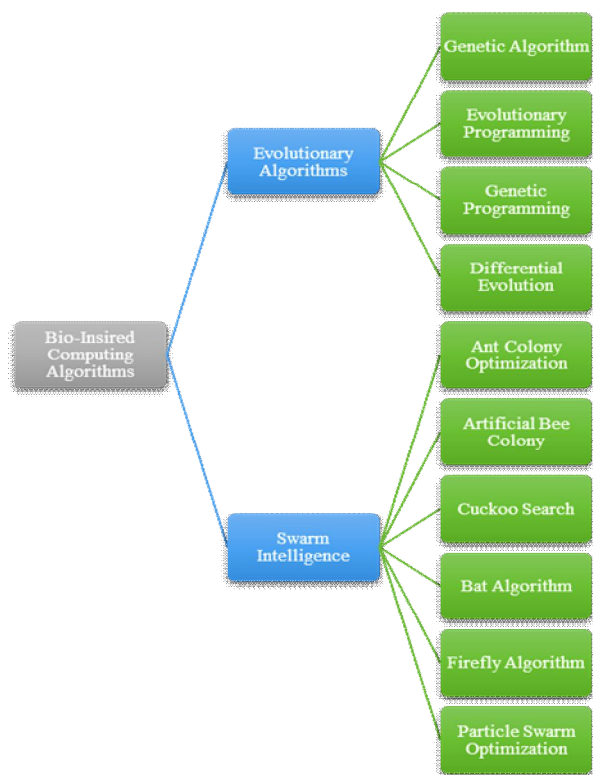 Genetic Algorithm
Evolutionary
Programming
Evolutionary
Algorithms
Genetic
Programming
Differential
Evolution
Bio-Insired
Computing
Algorithms
Ant Colony
Optimization
Artificial Bee
Colony
Cuckoo Search
Swarm
Intelligence
Bat Algorithm
Firefly Algorithm
Particle Swarm
Optimization